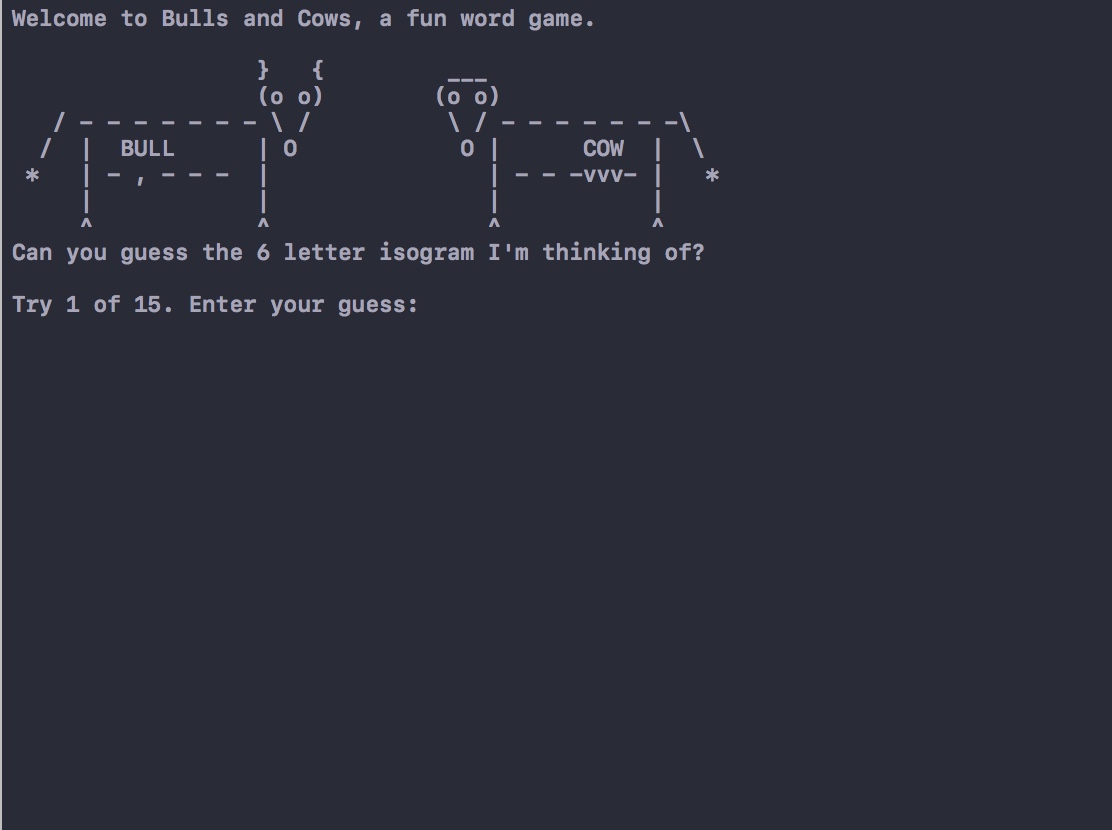 Welcome to Bulls and Cows, a fun word game.
          }   {         ___
          (o o)        (o o)
   / - - - - - - - \ /          \ / - - - - - - -\
  /  |  BULL      | O            O |      COW  |  \
 *   | - , - - -  |                | - - -vvv- |   *
     |            |                |           |
     ^            ^                ^           ^
Can you guess the 6 letter isogram I'm thinking of?
Try 1 of 15. Enter your guess: